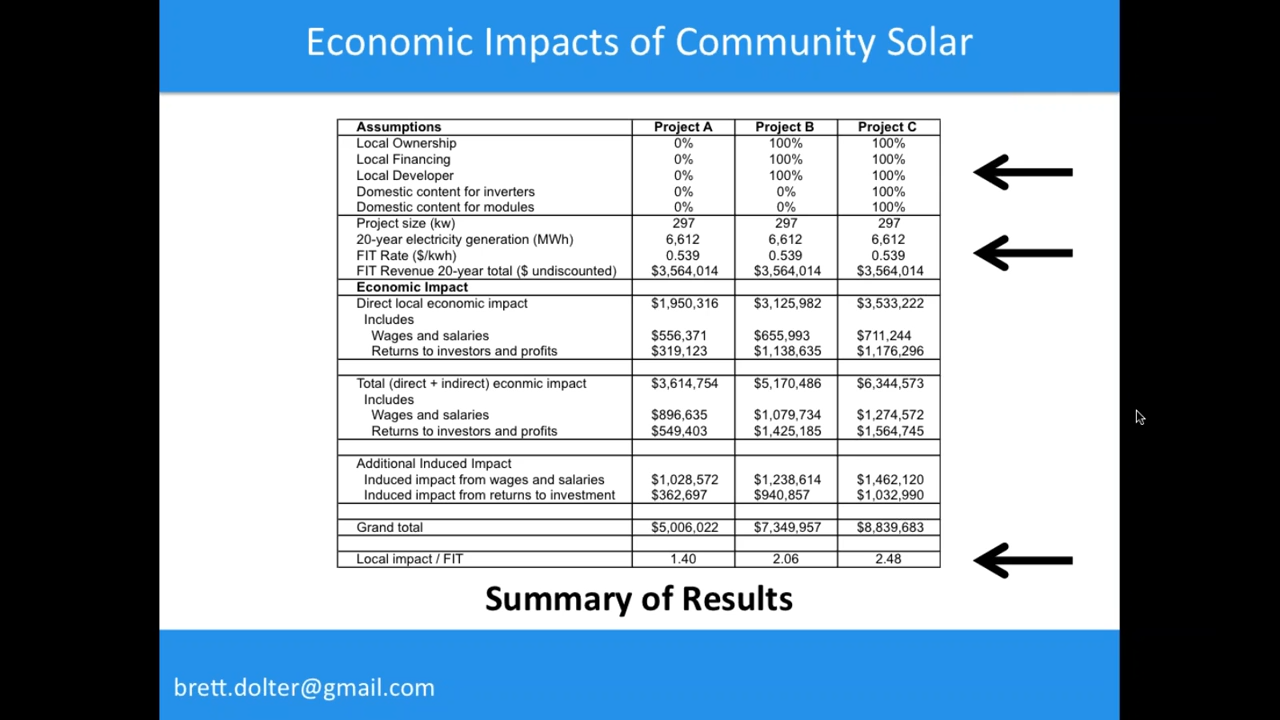 Economic Impacts of Community Solar
Assumptions Project A Project B Project C
Local Ownership 0% 100% 100%
Local Financing 0% 100% 100%
Local Developer 0% 100% 100%
Domestic content for inverters 0% 0% 100%
Domestic content for modules 0% 0% 100%
Project size (kw) 297 297 297
20-year electricity generation (MWh) 6,612 6,612 6,612
FIT Rate ($/kwh) 0.539 0.539 0.539
FIT Revenue 20-year total ($ undiscounted) $3,564,014 $3,564,014 $3,564,014
Economic Impact
Direct local economic impact $1,950,316 $3,125,982 $3,533,222
Includes
Wages and salaries $556,371 $655,993 $711,244
Returns to investors and profits $319,123 $1,138,635 $1,176,296
Total (direct + indirect) econmic impact $3,614,754 $5,170,486 $6,344,573
Includes
Wages and salaries $896,635 $1,079,734 $1,274,572
Returns to investors and profits $549,403 $1,425,185 $1,564,745
Additional Induced Impact
Induced impact from wages and salaries $1,028,572 $1,238,614 $1,462,120
Induced impact from returns to investment $362,697 $940,857 $1,032,990
Grand total $5,006,022 $7,349,957 $8,839,683
Local impact / FIT 1.40 2.06 2.48
Summary of Results
brett.dolter@gmail.com